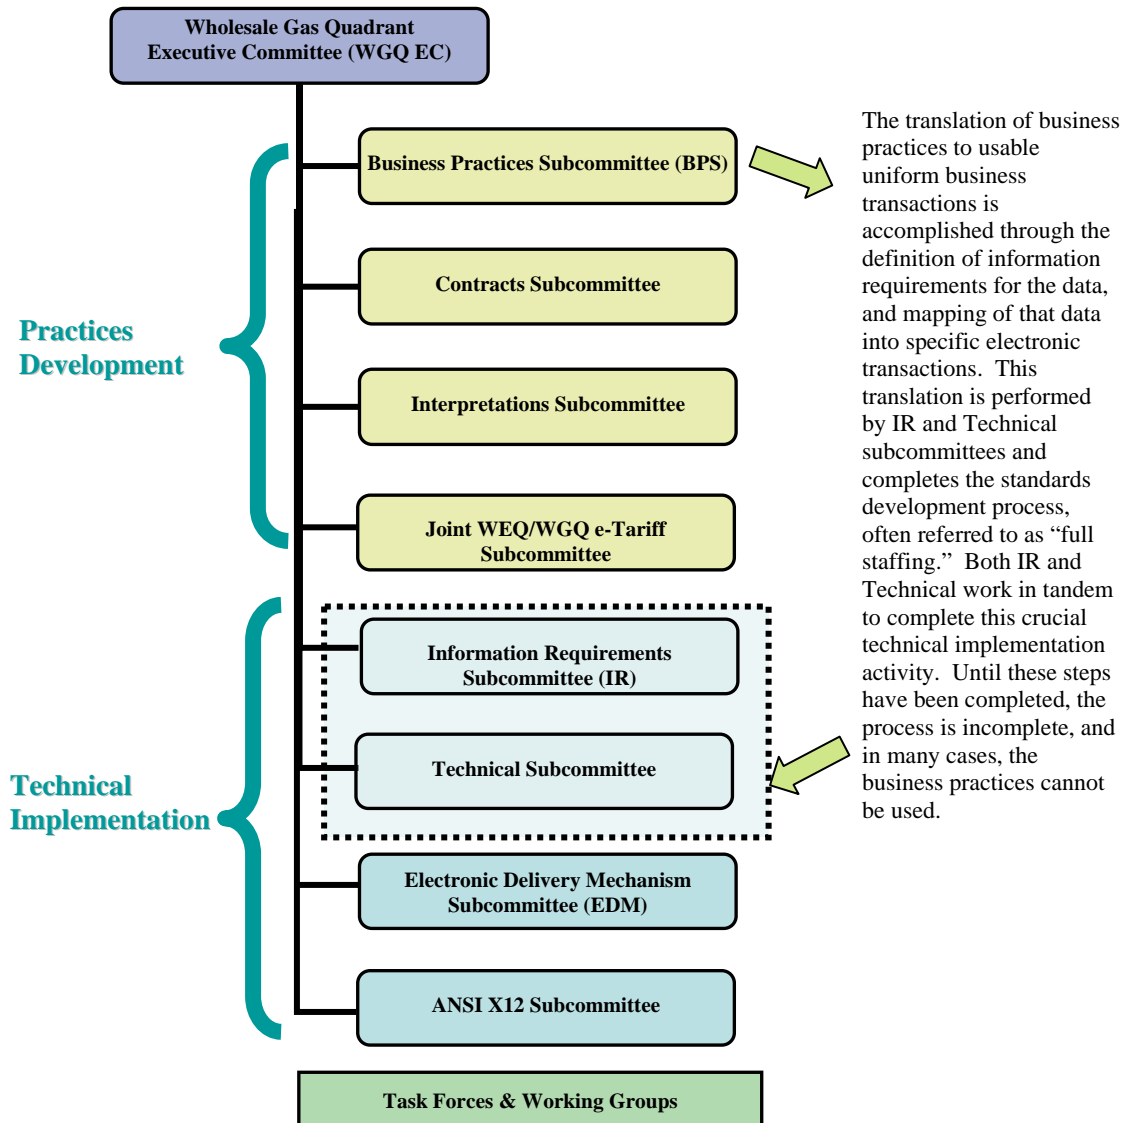 Wholesale Gas Quadrant
Executive Committee (WGQ EC)
Business Practices Subcommittee (BPS)
Contracts Subcommittee
Practices
Development
Interpretations Subcommittee
Joint WEQ/WGQ e-Tariff
Subcommittee
Information Requirements
Subcommittee (IR)
Technical Subcommittee
Technical
Implementation
Electronic Delivery Mechanism
Subcommittee (EDM)
ANSI X12 Subcommittee
Task Forces & Working Groups
The translation of business
practices to usable
uniform business
transactions is
accomplished through the
definition of information
requirements for the data,
and mapping of that data
into specific electronic
transactions.  This
translation is performed
by IR and Technical
subcommittees and
completes the standards
development process,
often referred to as “full
staffing.”  Both IR and
Technical work in tandem
to complete this crucial
technical implementation
activity.  Until these steps
have been completed, the
process is incomplete, and
in many cases, the
business practices cannot
be used.